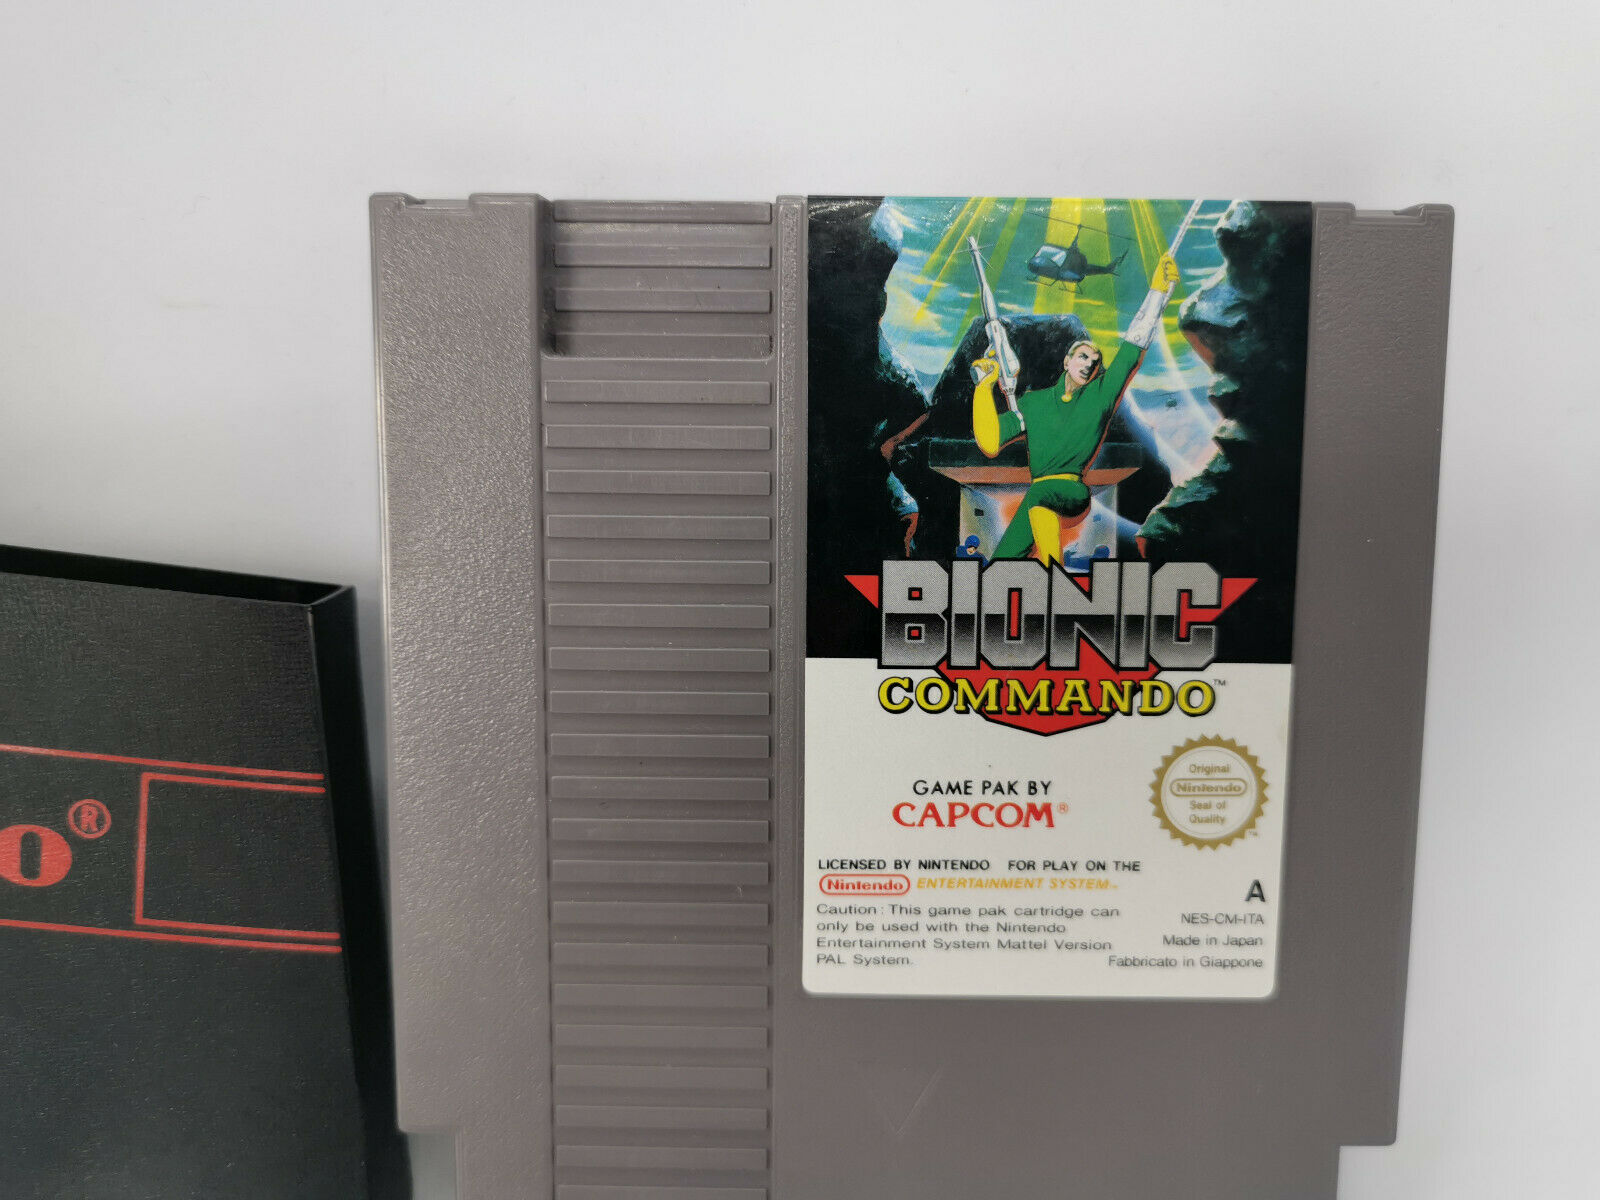 BIONIC
COMMANDO™
GAME PAK BY
CAPCOM®
Original
Nintendo
Seal of
Quality
™
LICENSED BY NINTENDO FOR PLAY ON THE
Nintendo ENTERTAINMENT SYSTEM™
A
Caution : This game pak cartridge can
only be used with the Nintendo
Entertainment System Mattel Version
PAL System.
NES-CM-ITA
Made in Japan
Fabbricato in Giappone
o®